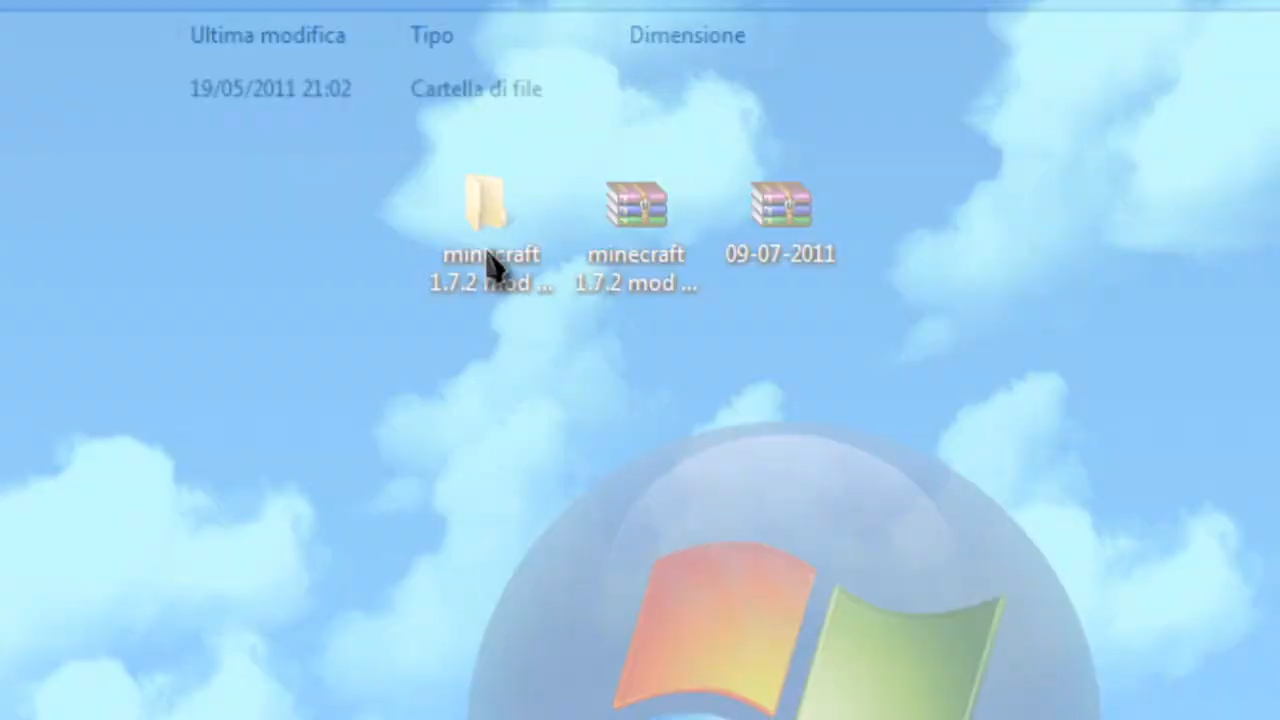 Ultima modifica Tipo Dimensione
19/05/2011 21:02 Cartella di file
minecraft minecraft 09-07-2011
1.7.2 mod ... 1.7.2 mod ...